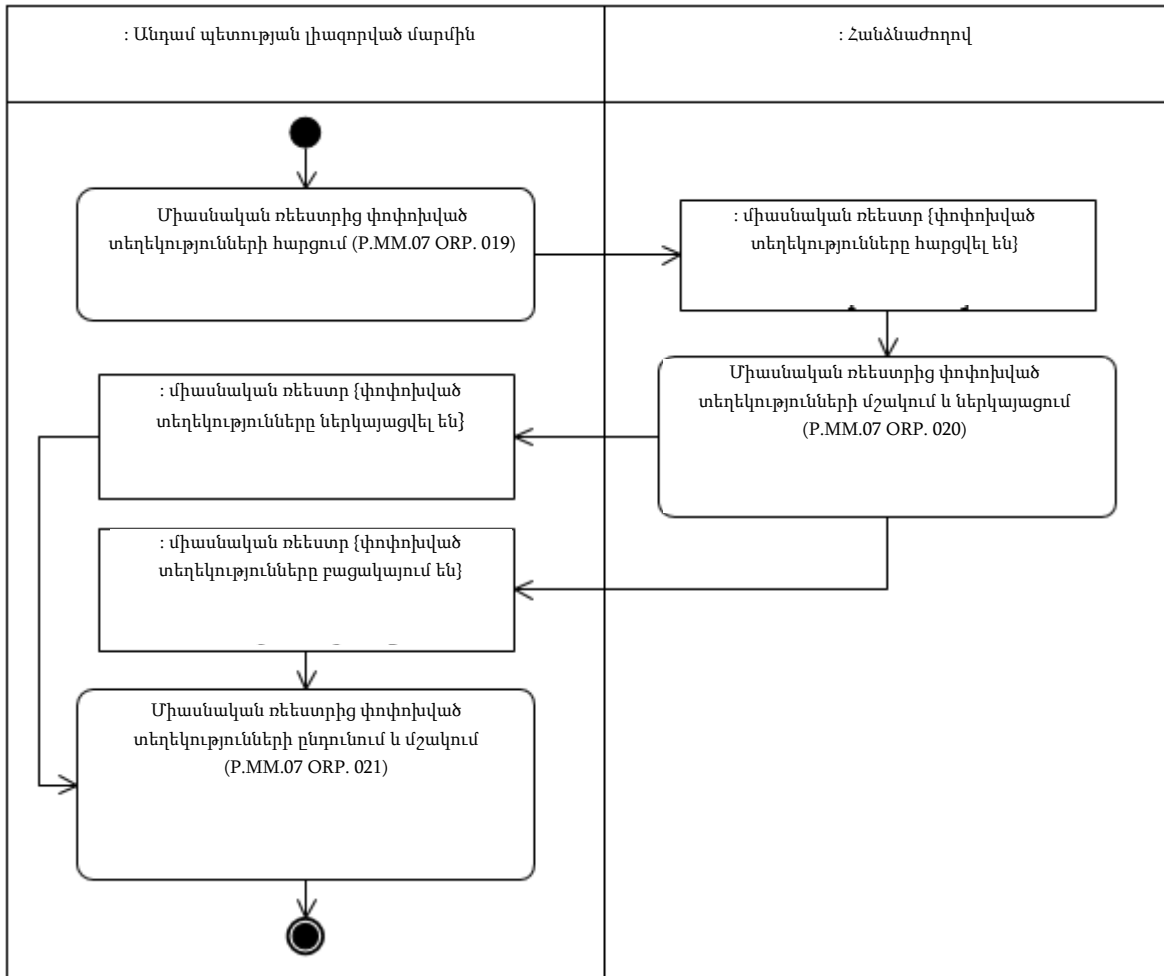 : Անդամ պետության լիազորված մարմին
: Հանձնաժողով
Միասնական ռեեստրից փոփոխված
տեղեկությունների հարցում (P.MM.07 ORP. 019)
: միասնական ռեեստր {փոփոխված
տեղեկությունները հարցվել են}
Միասնական ռեեստրից փոփոխված
տեղեկությունների մշակում և ներկայացում
(P.MM.07 ORP. 020)
: միասնական ռեեստր {փոփոխված
տեղեկությունները ներկայացվել են}
: միասնական ռեեստր {փոփոխված
տեղեկությունները բացակայում են}
Միասնական ռեեստրից փոփոխված
տեղեկությունների ընդունում և մշակում
(P.MM.07 ORP. 021)